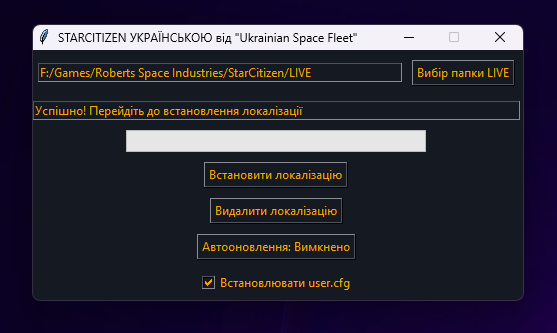 STARCITIZEN УКРАЇНСЬКОЮ від "Ukrainian Space Fleet"
F:/Games/Roberts Space Industries/StarCitizen/LIVE
Вибір папки LIVE
Успішно! Перейдіть до встановлення локалізації
Встановити локалізацію
Видалити локалізацію
Автооновлення: Вимкнено
Встановлювати user.cfg